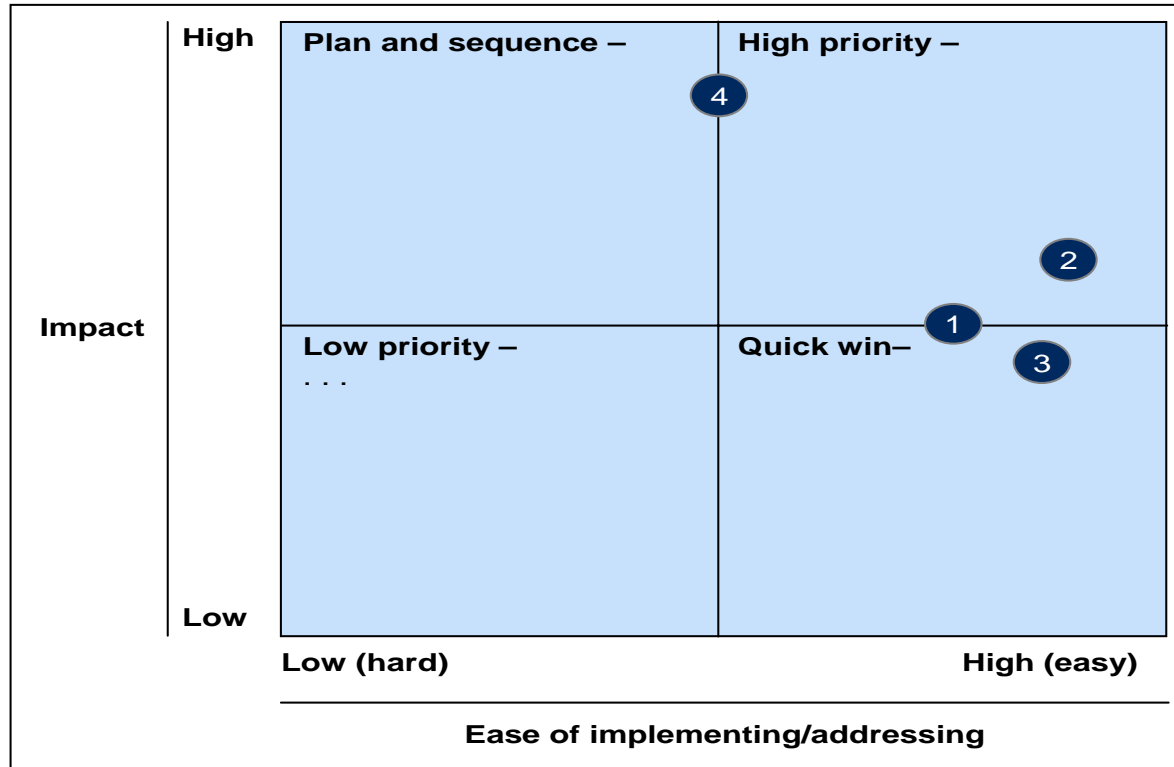 High
Plan and sequence –
High priority –
4
2
Impact
1
Low priority –
. . .
Quick win–
3
Low
Low (hard)
High (easy)
Ease of implementing/addressing